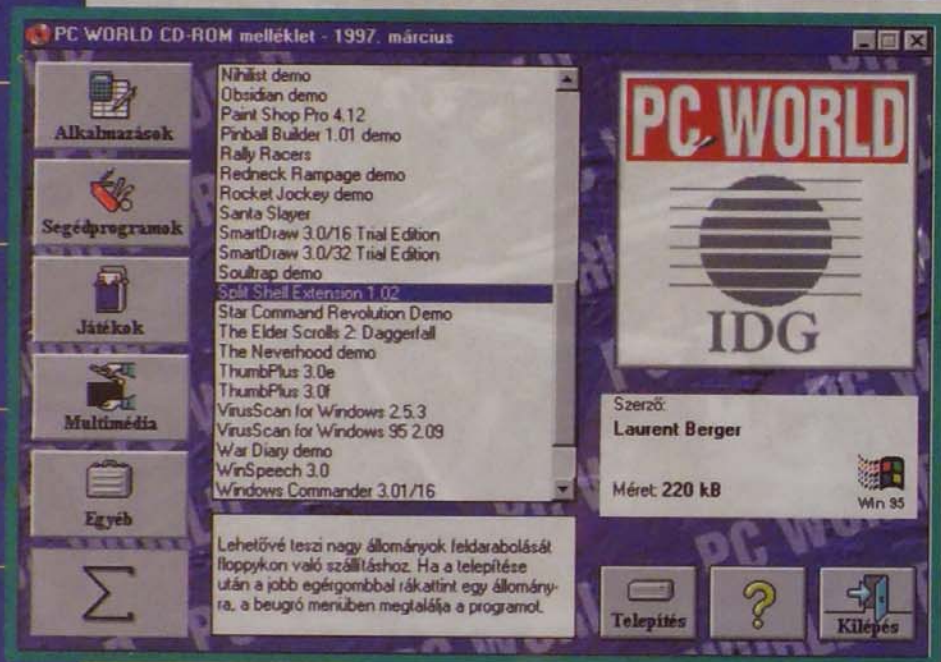 PC WORLD CD-ROM melléklet - 1997. március
Alkalmazások
Segédprogramok
Játékok
Multimédia
Egyéb
Σ
Nihilist demo
Obsidian demo
Paint Shop Pro 4.12
Pinball Builder 1.01 demo
Rally Racers
Redneck Rampage demo
Rocket Jockey demo
Santa Slayer
SmartDraw 3.0/16 Trial Edition
SmartDraw 3.0/32 Trial Edition
Soultrap demo
Split Shell Extension 1.02
Star Command Revolution Demo
The Elder Scrolls 2: Daggerfall
The Neverhood demo
ThumbPlus 3.0e
ThumbPlus 3.0f
VirusScan for Windows 2.5.3
VirusScan for Windows 95 2.09
War Diary demo
WinSpeech 3.0
Windows Commander 3.01/16
Lehetővé teszi nagy állományok feldarabolását
floppykon való szállításhoz. Ha a telepítése
után a jobb egérgombbal rákattint egy állomány-
ra, a beugró menüben megtalálja a programot.
PC WORLD
IDG
Szerző:
Laurent Berger
Méret: 220 kB
Win 95
Telepítés
?
Kilépés